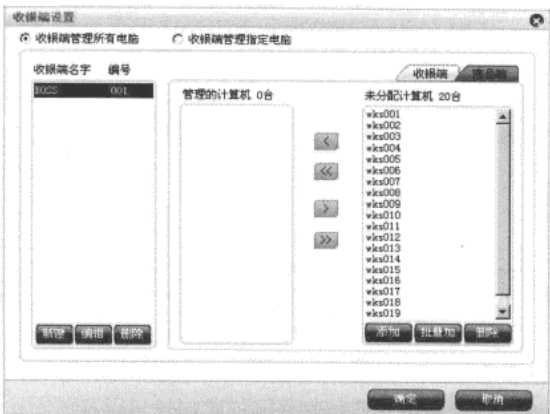 收银端设置
收银端管理所有电脑 收银端管理指定电脑
收银端 商品端
收银端名字 编号
BOSS 001
管理的计算机 0台
未分配计算机 20台
wks001
wks002
wks003
wks004
wks005
wks006
wks007
wks008
wks009
wks010
wks011
wks012
wks013
wks014
wks015
wks016
wks017
wks018
wks019
<
<<
>
>>
新建 编辑 删除
添加 批量加 删除
确定 取消